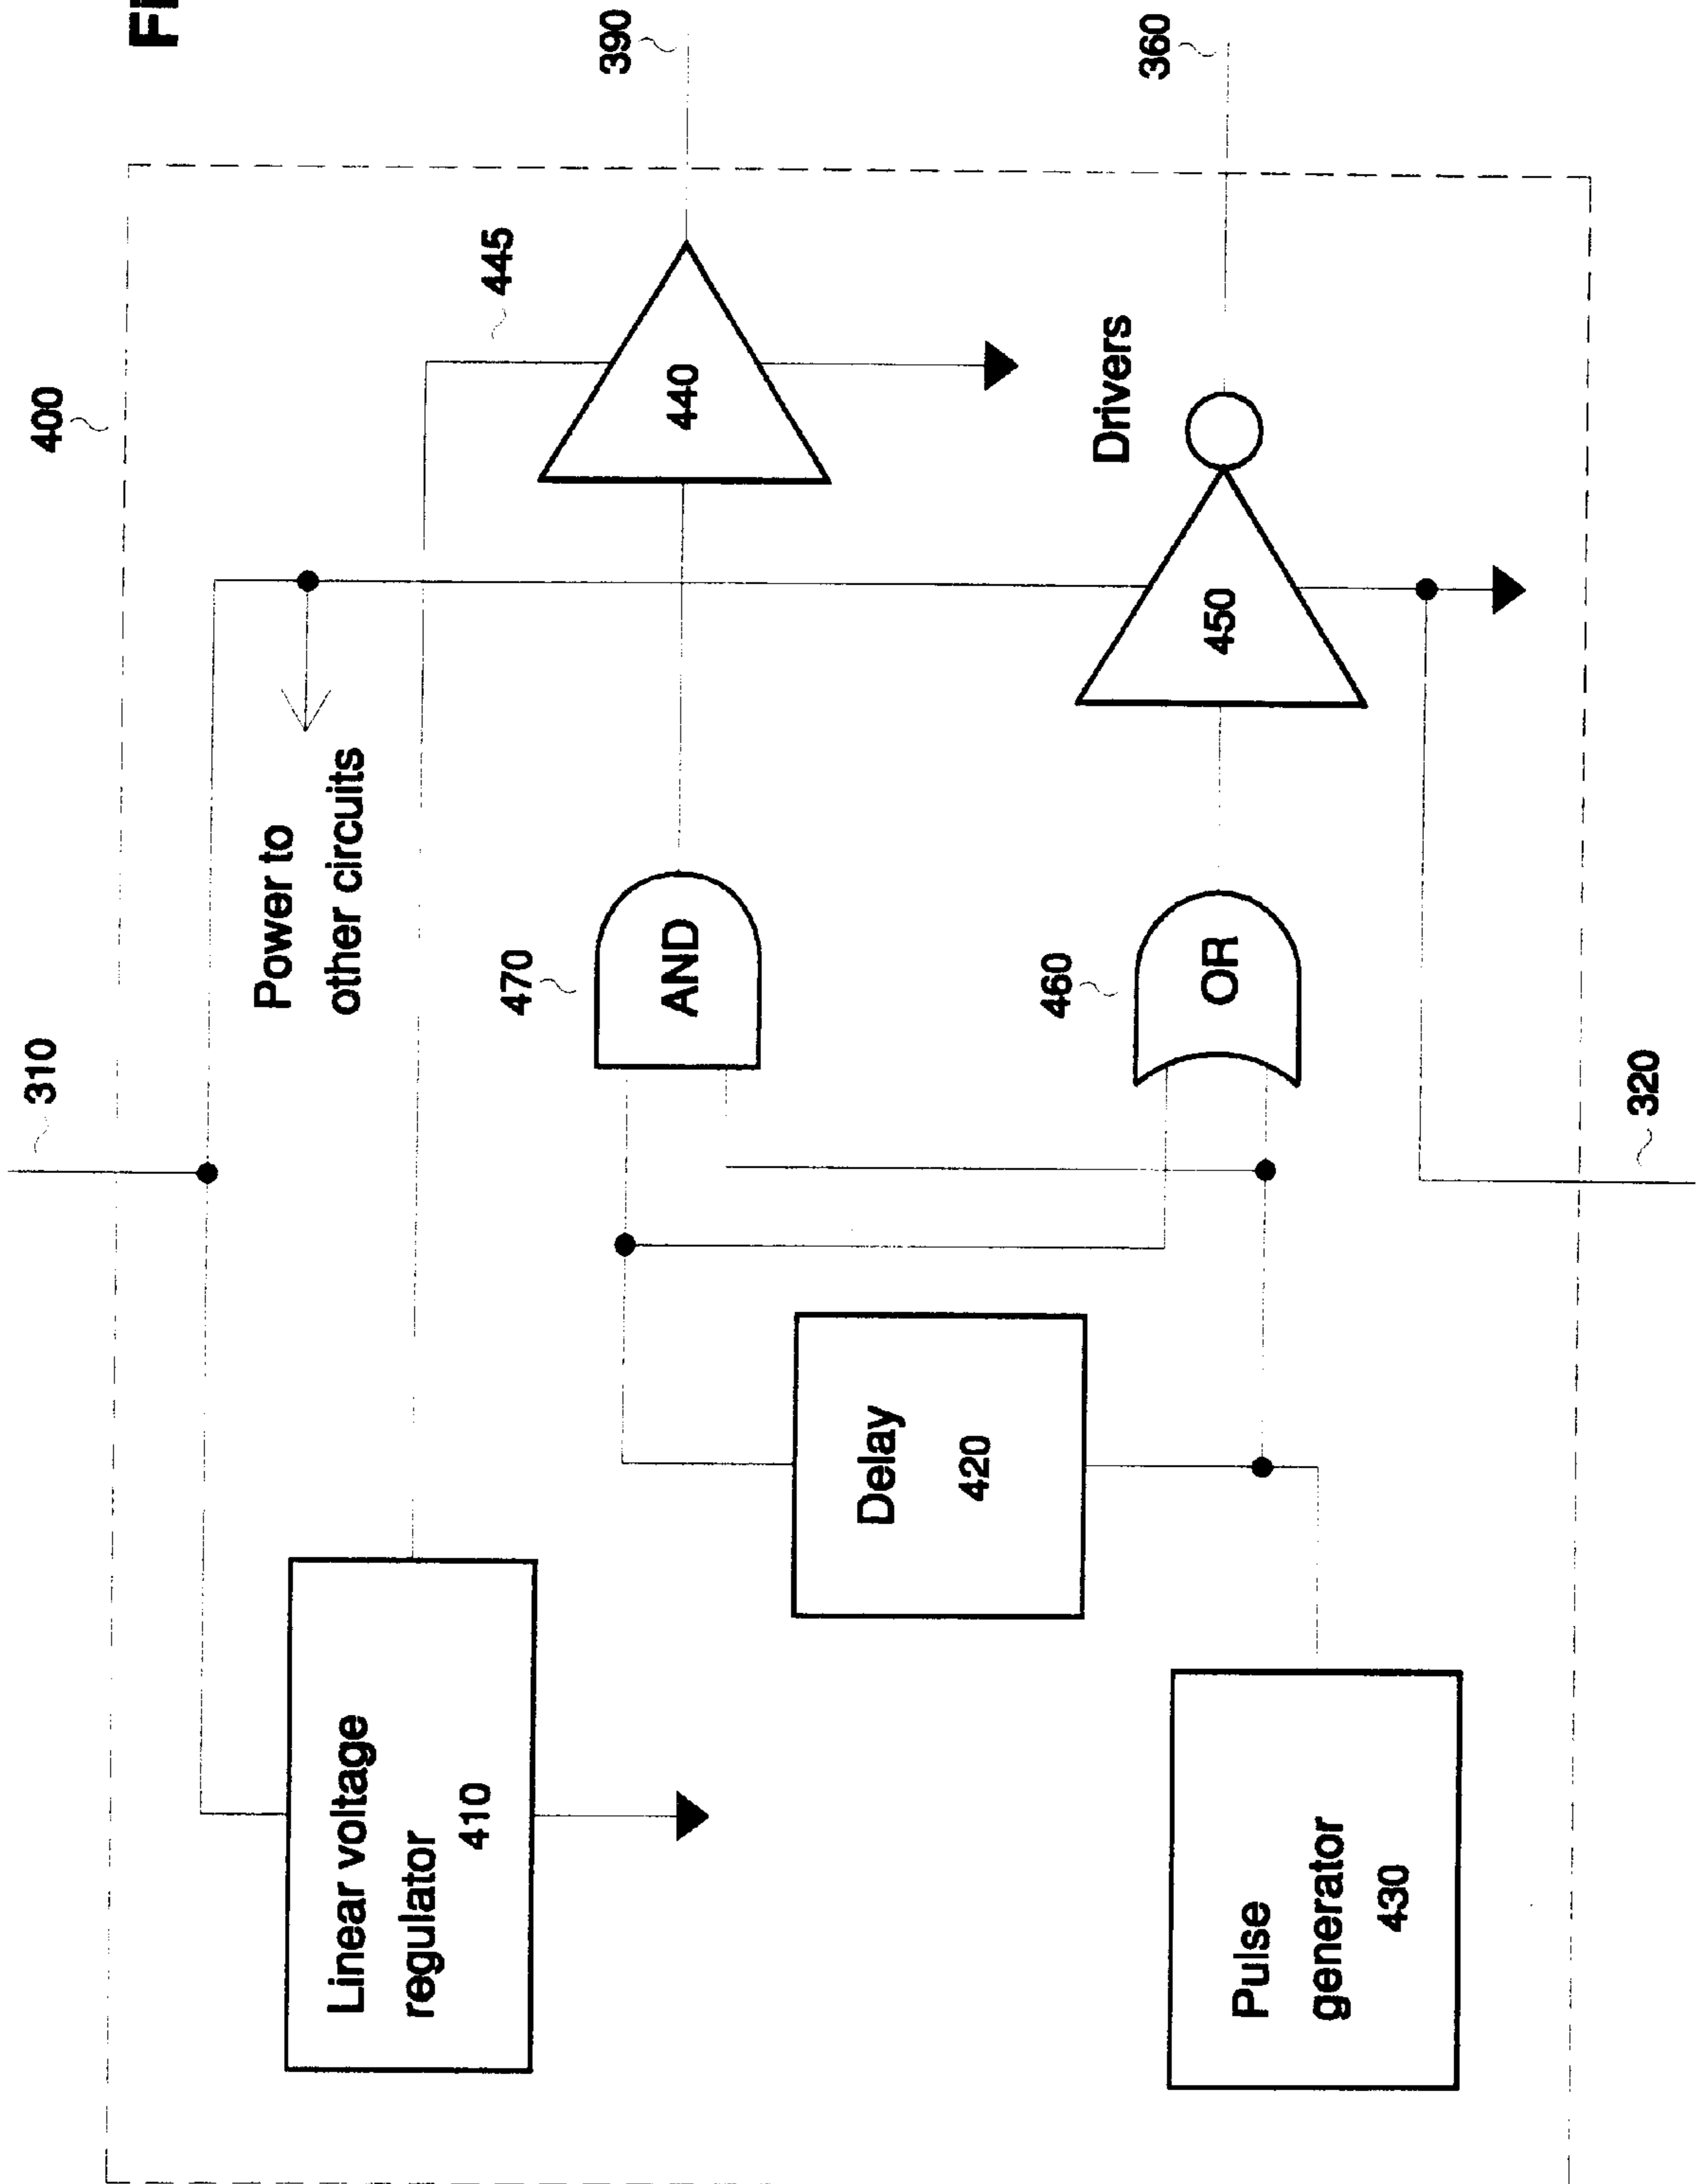 310
400
Power to
other circuits
Linear voltage
regulator
410
445
470
390
AND
440
Delay
420
460
Drivers
360
OR
450
Pulse
generator
430
320